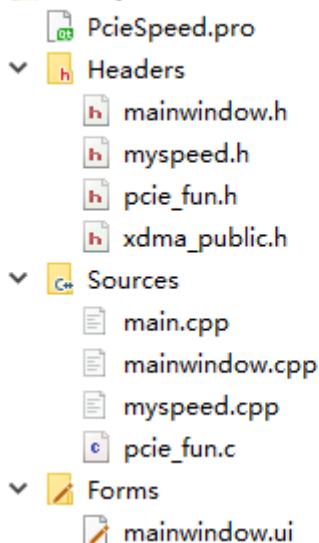 PcieSpeed.pro
Headers
mainwindow.h
myspeed.h
pcie_fun.h
xdma_public.h
Sources
main.cpp
mainwindow.cpp
myspeed.cpp
pcie_fun.c
Forms
mainwindow.ui